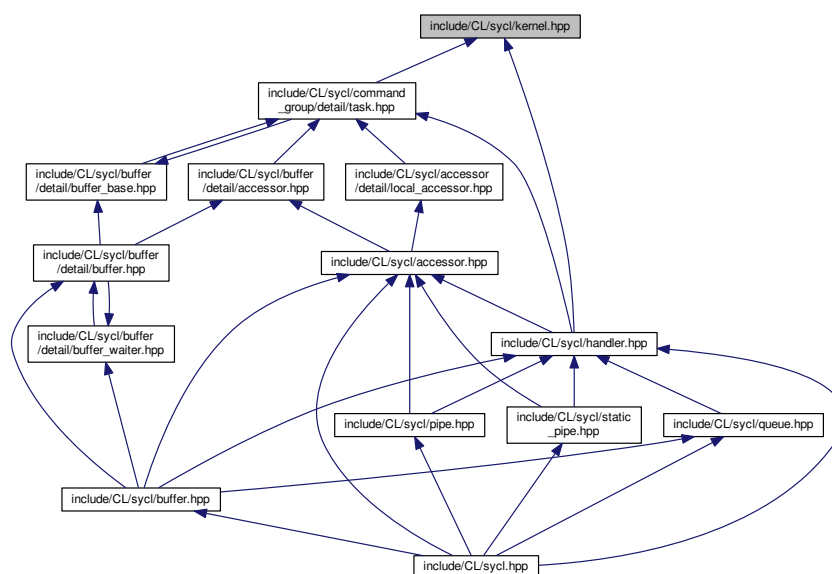 include/CL/sycl/kernel.hpp
include/CL/sycl/command
_group/detail/task.hpp
include/CL/sycl/buffer
/detail/buffer_base.hpp
include/CL/sycl/buffer
/detail/accessor.hpp
include/CL/sycl/accessor
/detail/local_accessor.hpp
include/CL/sycl/buffer
/detail/buffer.hpp
include/CL/sycl/accessor.hpp
include/CL/sycl/buffer
/detail/buffer_waiter.hpp
include/CL/sycl/handler.hpp
include/CL/sycl/pipe.hpp
include/CL/sycl/static
_pipe.hpp
include/CL/sycl/queue.hpp
include/CL/sycl/buffer.hpp
include/CL/sycl.hpp